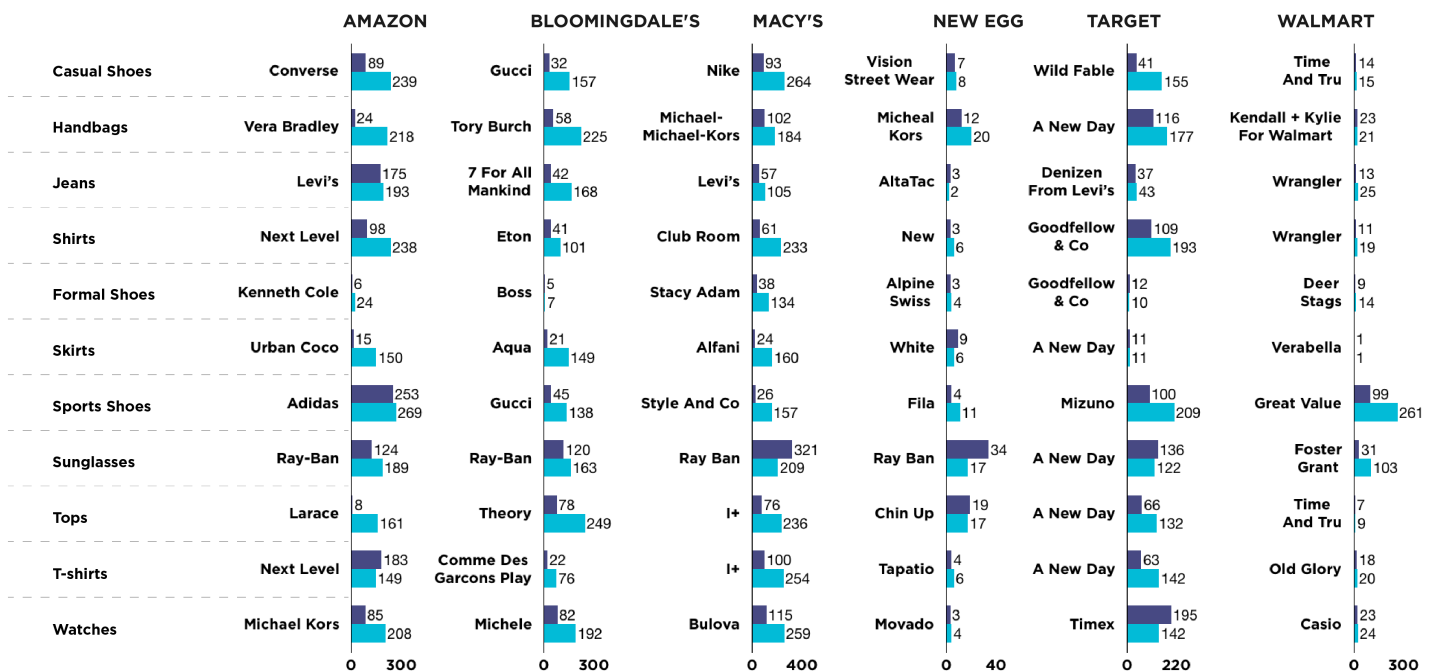 AMAZON BLOOMINGDALE'S MACY'S NEW EGG TARGET WALMART
Casual Shoes Converse 89 239 Gucci 32 157 Nike 93 264 Vision Street Wear 7 8 Wild Fable 41 155 Time And Tru 14 15
Handbags Vera Bradley 24 218 Tory Burch 58 225 Michael-Michael-Kors 102 184 Micheal Kors 12 20 A New Day 116 177 Kendall + Kylie For Walmart 23 21
Jeans Levi’s 175 193 7 For All Mankind 42 168 Levi’s 57 105 AltaTac 3 2 Denizen From Levi’s 37 43 Wrangler 13 25
Shirts Next Level 98 238 Eton 41 101 Club Room 61 233 New 3 6 Goodfellow & Co 109 193 Wrangler 11 19
Formal Shoes Kenneth Cole 6 24 Boss 5 7 Stacy Adam 38 134 Alpine Swiss 3 4 Goodfellow & Co 12 10 Deer Stags 9 14
Skirts Urban Coco 15 150 Aqua 21 149 Alfani 24 160 White 9 6 A New Day 11 11 Verabella 1 1
Sports Shoes Adidas 253 269 Gucci 45 138 Style And Co 26 157 Fila 4 11 Mizuno 100 209 Great Value 99 261
Sunglasses Ray-Ban 124 189 Ray-Ban 120 163 Ray Ban 321 209 Ray Ban 34 17 A New Day 136 122 Foster Grant 31 103
Tops Larace 8 161 Theory 78 249 I+ 76 236 Chin Up 19 17 A New Day 66 132 Time And Tru 7 9
T-shirts Next Level 183 149 Comme Des Garcons Play 22 76 I+ 100 254 Tapatio 4 6 A New Day 63 142 Old Glory 18 20
Watches Michael Kors 85 208 Michele 82 192 Bulova 115 259 Movado 3 4 Timex 195 142 Casio 23 24
0 300 0 300 0 400 0 40 0 220 0 300